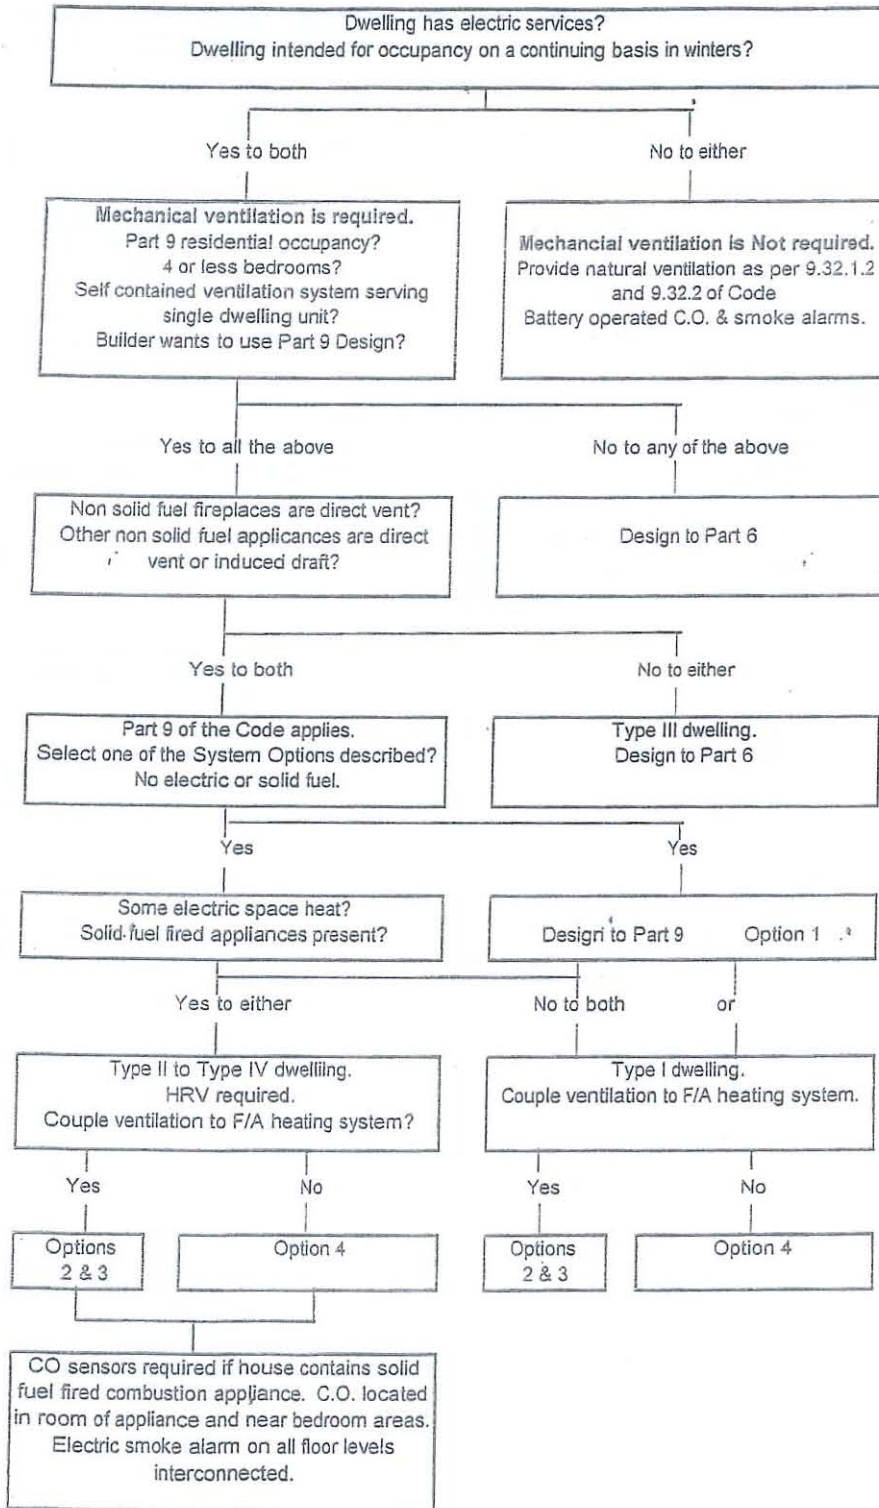 Dwelling has electric services?
Dwelling intended for occupancy on a continuing basis in winters?
Yes to both
No to either
Mechanical ventilation is required.
Part 9 residential occupancy?
4 or less bedrooms?
Self contained ventilation system serving
single dwelling unit?
Builder wants to use Part 9 Design?
Mechancial ventilation is Not required.
Provide natural ventilation as per 9.32.1.2
and 9.32.2 of Code
Battery operated C.O. & smoke alarms.
Yes to all the above
No to any of the above
Non solid fuel fireplaces are direct vent?
Other non solid fuel applicances are direct
vent or induced draft?
Design to Part 6
Yes to both
No to either
Part 9 of the Code applies.
Select one of the System Options described?
No electric or solid fuel.
Type III dwelling.
Design to Part 6
Yes
Yes
Some electric space heat?
Solid fuel fired appliances present?
Design to Part 9 Option 1
Yes to either
No to both
or
Type II to Type IV dwelliing.
HRV required.
Couple ventilation to F/A heating system?
Type I dwelling.
Couple ventilation to F/A heating system.
Yes
No
Yes
No
Options
2 & 3
Option 4
Options
2 & 3
Option 4
CO sensors required if house contains solid
fuel fired combustion appliance. C.O. located
in room of appliance and near bedroom areas.
Electric smoke alarm on all floor levels
interconnected.